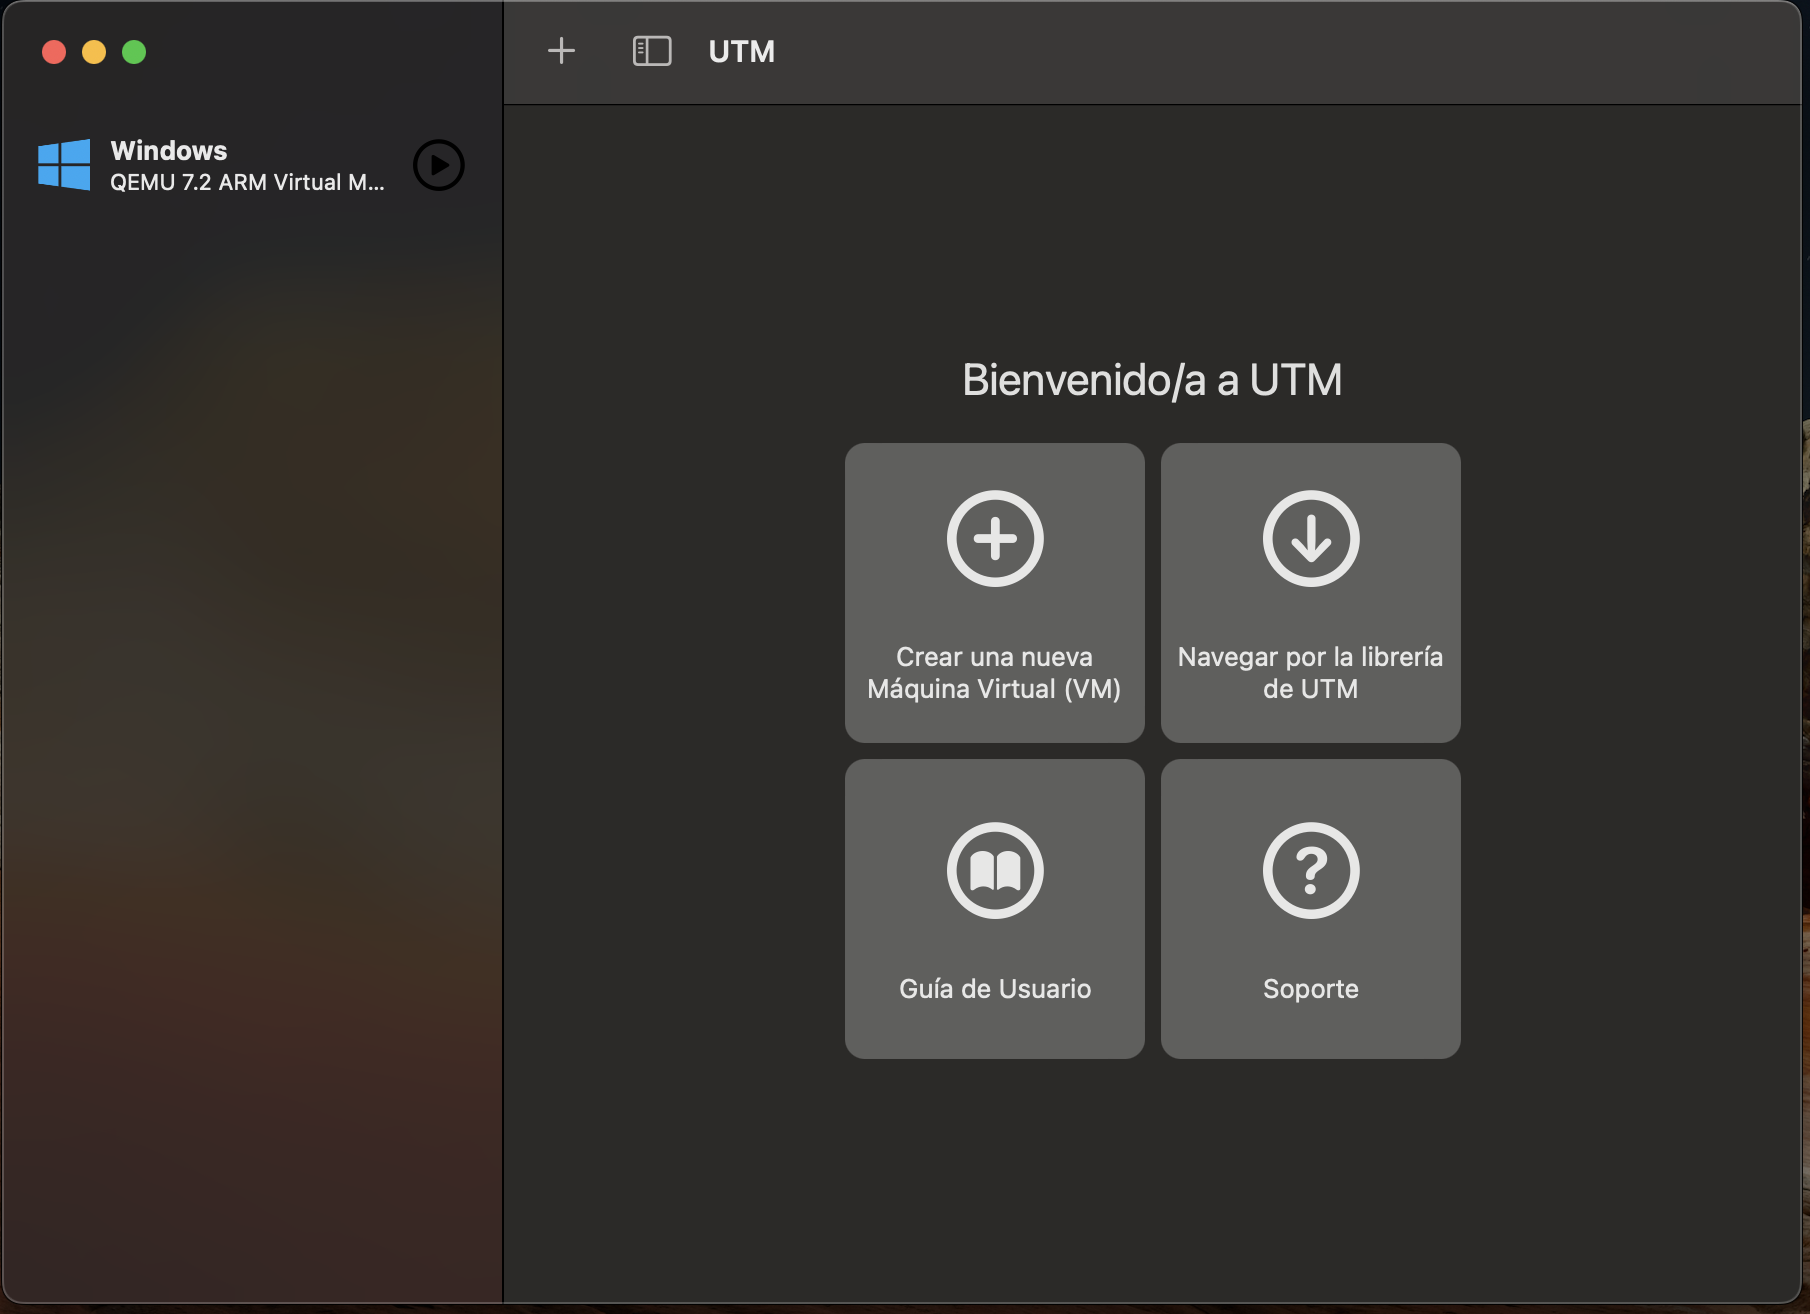 UTM
Windows
QEMU 7.2 ARM Virtual M...
Bienvenido/a a UTM
Crear una nueva
Máquina Virtual (VM)
Navegar por la librería
de UTM
Guía de Usuario
Soporte